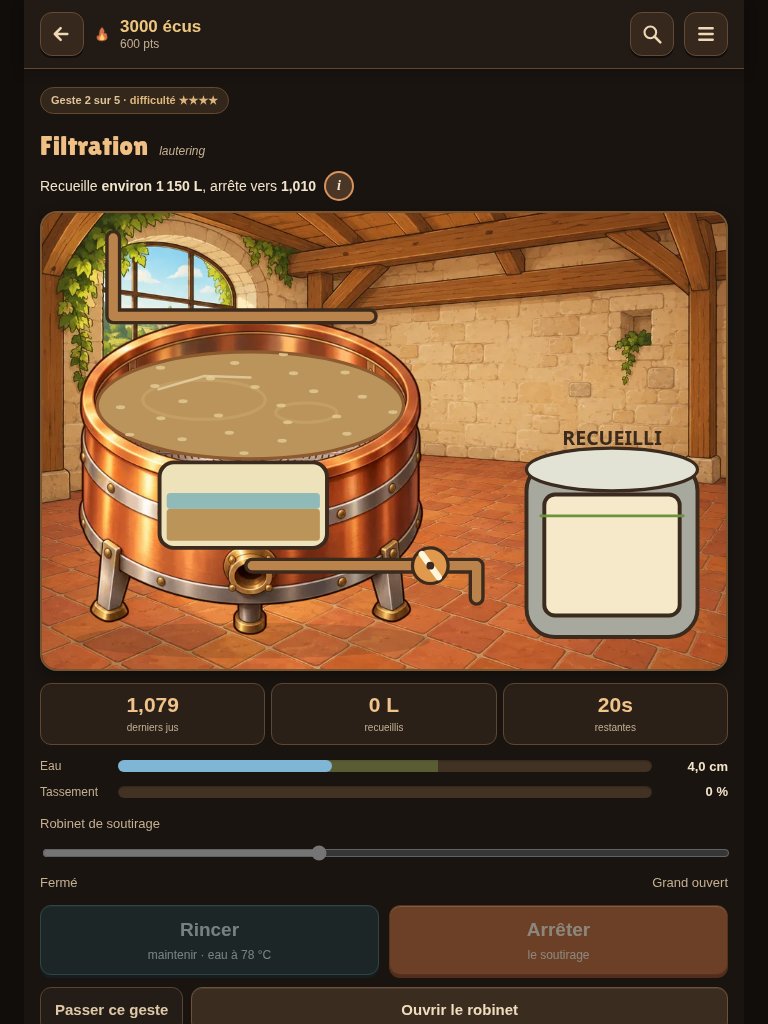 3000 écus
600 pts
Geste 2 sur 5 · difficulté ★★★★
Filtration lautering
Recueille environ 1 150 L, arrête vers 1,010 i
RECUEILLI
1,079
derniers jus
0 L
recueillis
20s
restantes
Eau 4,0 cm
Tassement 0 %
Robinet de soutirage
Fermé Grand ouvert
Rincer
maintenir · eau à 78 °C
Arrêter
le soutirage
Passer ce geste
Ouvrir le robinet